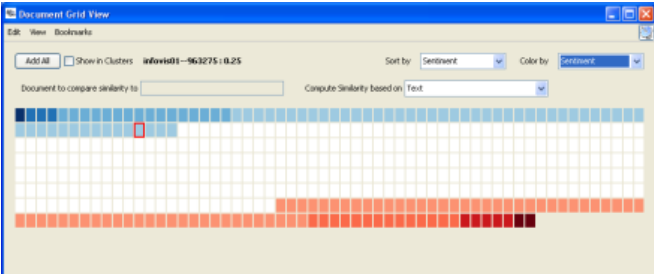 Document Grid View
Edit View Bookmarks
Add All Show in Clusters infovis01--963275 : 0.25 Sort by Sentiment Color by Sentiment
Document to compare similarity to Compute Similarity based on Text